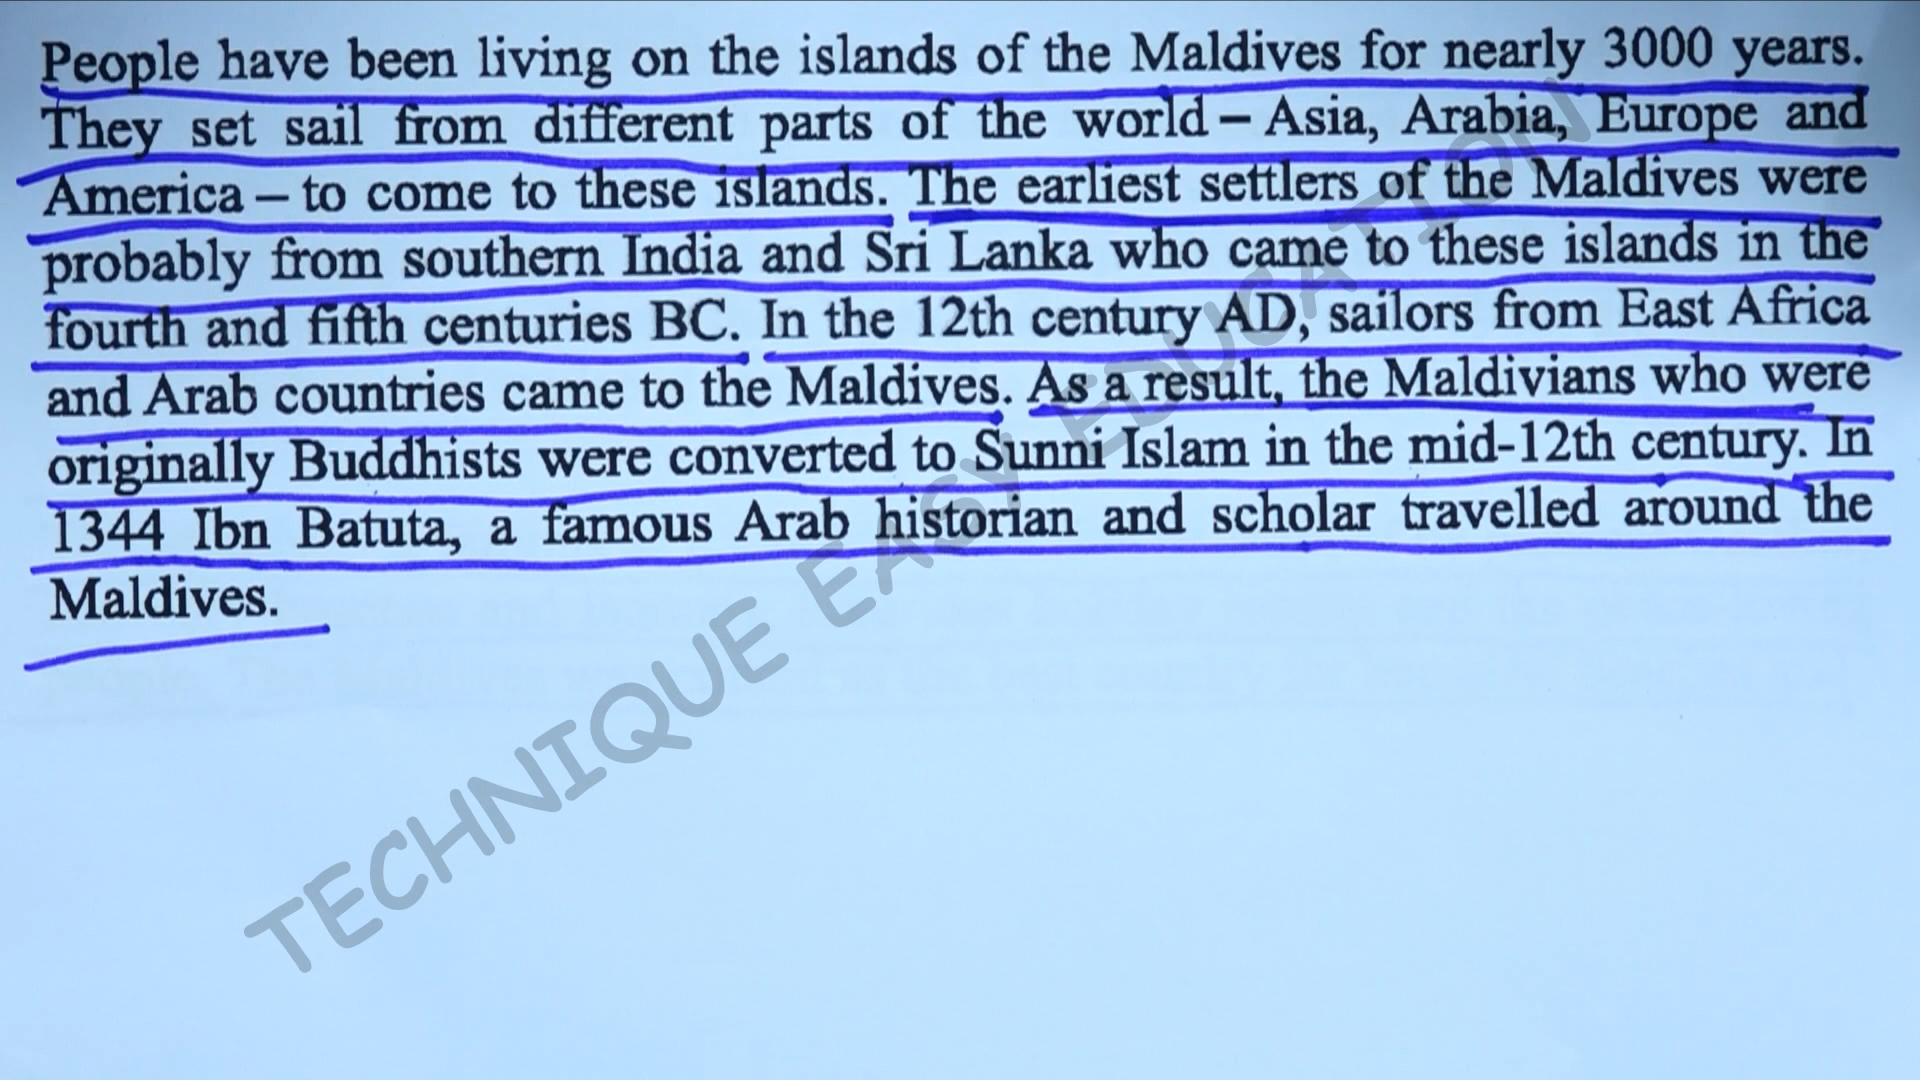 People have been living on the islands of the Maldives for nearly 3000 years.
They set sail from different parts of the world – Asia, Arabia, Europe and
America – to come to these islands. The earliest settlers of the Maldives were
probably from southern India and Sri Lanka who came to these islands in the
fourth and fifth centuries BC. In the 12th century AD, sailors from East Africa
and Arab countries came to the Maldives. As a result, the Maldivians who were
originally Buddhists were converted to Sunni Islam in the mid-12th century. In
1344 Ibn Batuta, a famous Arab historian and scholar travelled around the
Maldives.
TECHNIQUE EASY EDUCATION